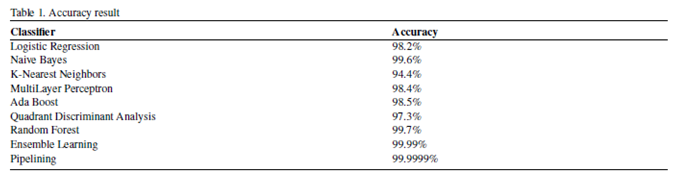 Table 1. Accuracy result
Classifier Accuracy
Logistic Regression 98.2%
Naive Bayes 99.6%
K-Nearest Neighbors 94.4%
MultiLayer Perceptron 98.4%
Ada Boost 98.5%
Quadrant Discriminant Analysis 97.3%
Random Forest 99.7%
Ensemble Learning 99.99%
Pipelining 99.9999%